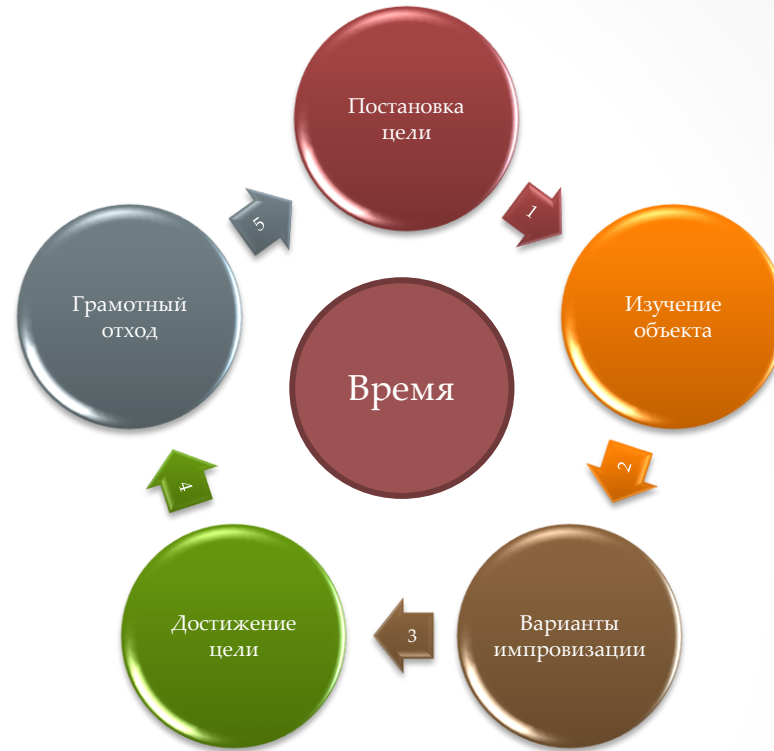 Постановка
цели
1
Изучение
объекта
2
Варианты
импровизации
3
Достижение
цели
4
Грамотный
отход
5
Время